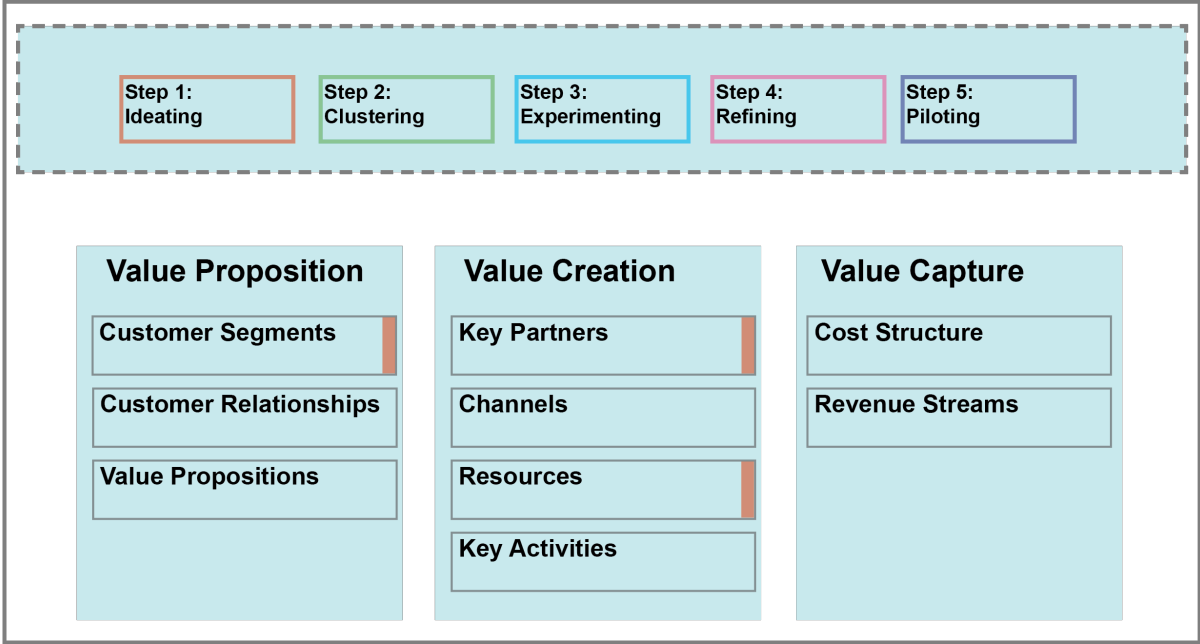 Step 1:
Ideating
Step 2:
Clustering
Step 3:
Experimenting
Step 4:
Refining
Step 5:
Piloting
Value Proposition
Customer Segments
Customer Relationships
Value Propositions
Value Creation
Key Partners
Channels
Resources
Key Activities
Value Capture
Cost Structure
Revenue Streams